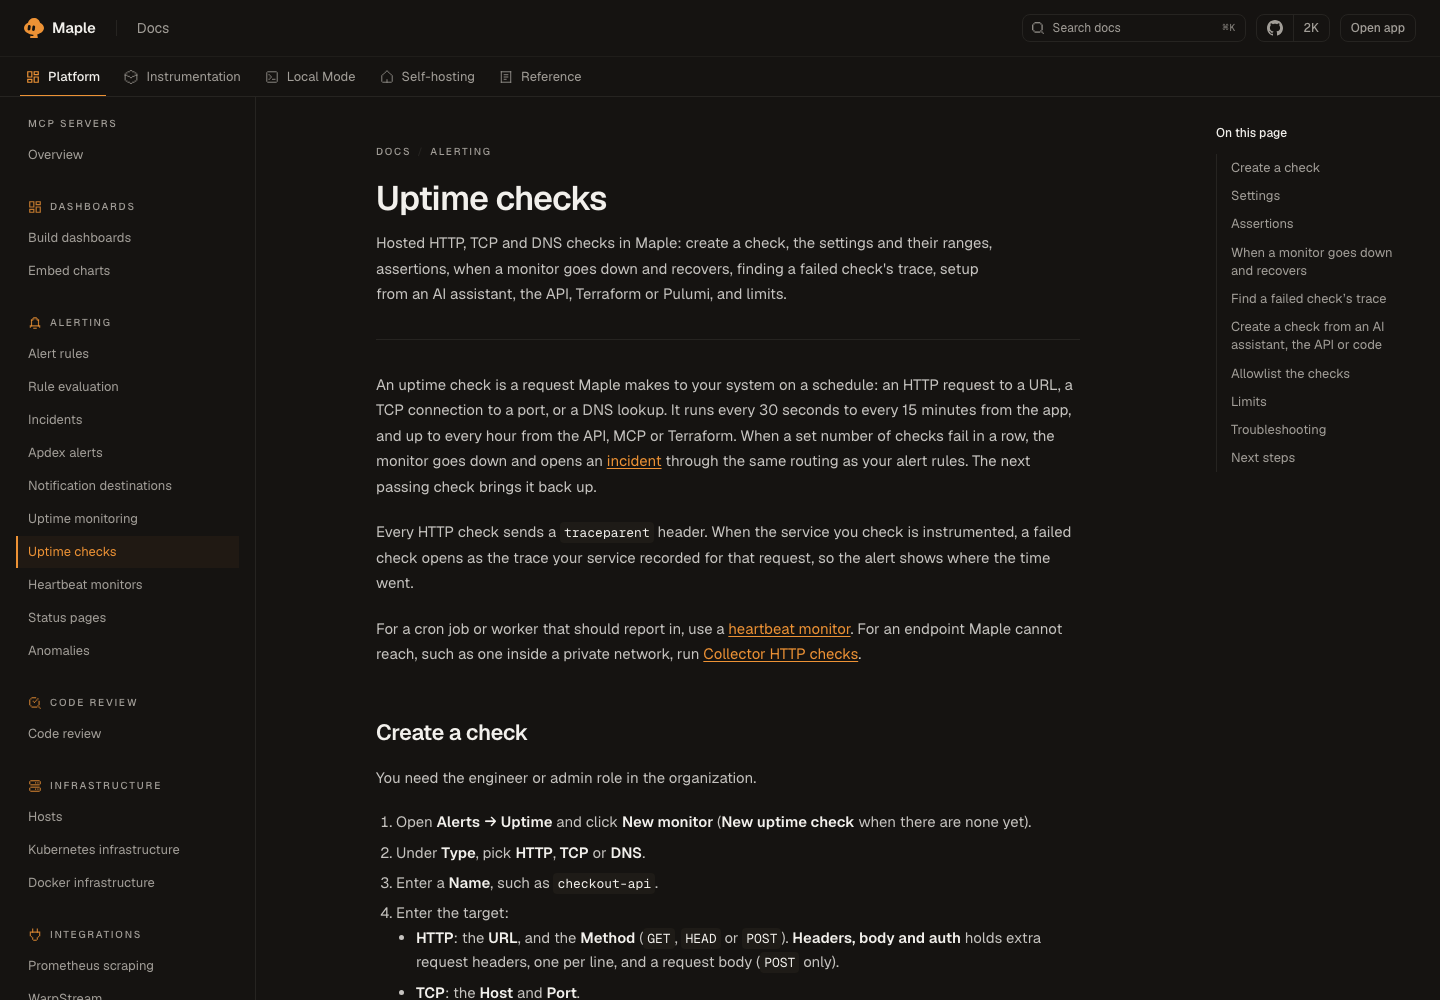 Maple
Docs
Search docs
⌘K
2K
Open app
Platform
Instrumentation
Local Mode
Self-hosting
Reference
MCP SERVERS
Overview
DASHBOARDS
Build dashboards
Embed charts
ALERTING
Alert rules
Rule evaluation
Incidents
Apdex alerts
Notification destinations
Uptime monitoring
Uptime checks
Heartbeat monitors
Status pages
Anomalies
CODE REVIEW
Code review
INFRASTRUCTURE
Hosts
Kubernetes infrastructure
Docker infrastructure
INTEGRATIONS
Prometheus scraping
WarpStream
DOCS / ALERTING
Uptime checks
Hosted HTTP, TCP and DNS checks in Maple: create a check, the settings and their ranges,
assertions, when a monitor goes down and recovers, finding a failed check's trace, setup
from an AI assistant, the API, Terraform or Pulumi, and limits.
An uptime check is a request Maple makes to your system on a schedule: an HTTP request to a URL, a
TCP connection to a port, or a DNS lookup. It runs every 30 seconds to every 15 minutes from the app,
and up to every hour from the API, MCP or Terraform. When a set number of checks fail in a row, the
monitor goes down and opens an incident through the same routing as your alert rules. The next
passing check brings it back up.
Every HTTP check sends a traceparent header. When the service you check is instrumented, a failed
check opens as the trace your service recorded for that request, so the alert shows where the time
went.
For a cron job or worker that should report in, use a heartbeat monitor. For an endpoint Maple cannot
reach, such as one inside a private network, run Collector HTTP checks.
Create a check
You need the engineer or admin role in the organization.
1. Open Alerts → Uptime and click New monitor (New uptime check when there are none yet).
2. Under Type, pick HTTP, TCP or DNS.
3. Enter a Name, such as checkout-api.
4. Enter the target:
• HTTP: the URL, and the Method (GET, HEAD or POST). Headers, body and auth holds extra
request headers, one per line, and a request body (POST only).
• TCP: the Host and Port.
On this page
Create a check
Settings
Assertions
When a monitor goes down
and recovers
Find a failed check's trace
Create a check from an AI
assistant, the API or code
Allowlist the checks
Limits
Troubleshooting
Next steps